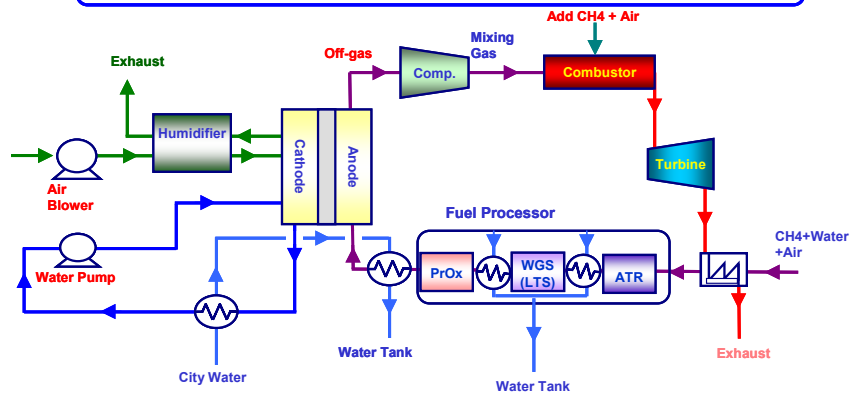 Add CH4 + Air
Exhaust
Off-gas
Mixing
Gas
Comp.
Combustor
Humidifier
Cathode
Anode
Turbine
Air
Blower
Fuel Processor
CH4+Water
+Air
Water Pump
PrOx
WGS
(LTS)
ATR
Water Tank
Exhaust
City Water
Water Tank